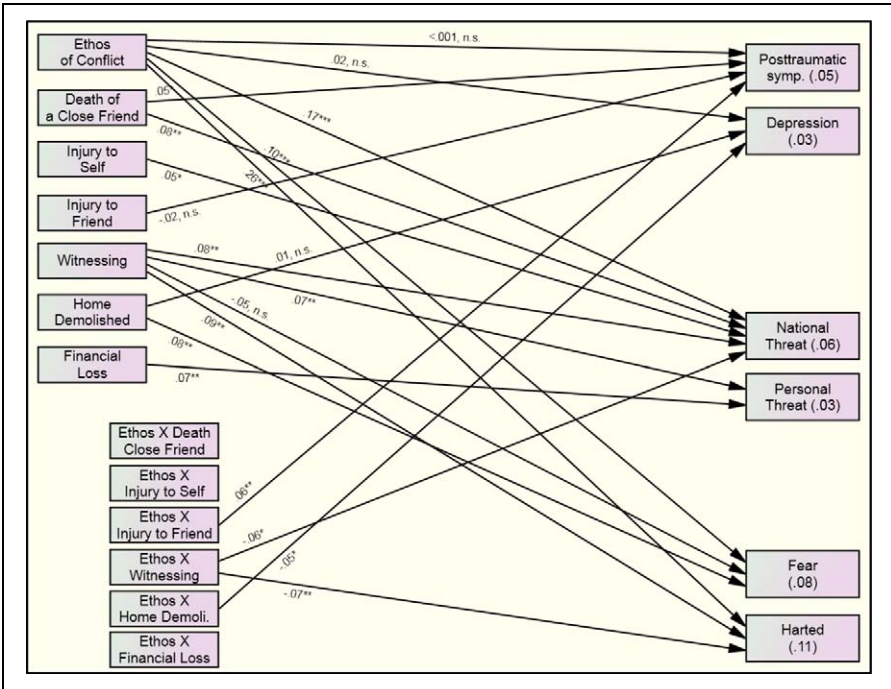 Ethos
of Conflict
Death of
a Close Friend
Injury to
Self
Injury to
Friend
Witnessing
Home
Demolished
Financial
Loss
Ethos X Death
Close Friend
Ethos X
Injury to Self
Ethos X
Injury to Friend
Ethos X
Witnessing
Ethos X
Home Demoli.
Ethos X
Financial Loss
<.001, n.s.
.02, n.s.
.05*
.17***
.08**
.10***
.26***
.05*
-.02, n.s.
.08**
.01, n.s.
.07**
-.05, n.s.
.09**
.08**
.07**
.06**
-.06*
-.05*
-.07**
Posttraumatic
symp. (.05)
Depression
(.03)
National
Threat (.06)
Personal
Threat (.03)
Fear
(.08)
Harted
(.11)